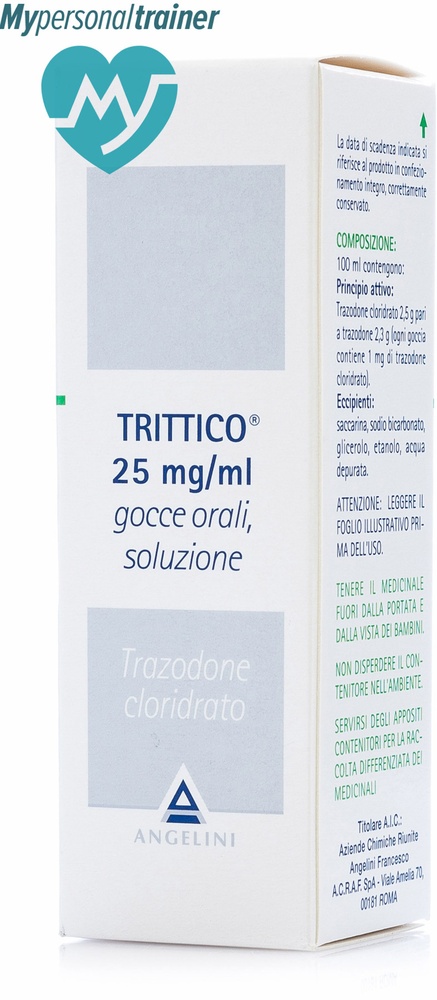 Mypersonaltrainer
My
TRITTICO®
25 mg/ml
gocce orali,
soluzione
Trazodone
cloridrato
ANGELINI
La data di scadenza indicata si
riferisce al prodotto in confezio-
namento integro, correttamente
conservato.
COMPOSIZIONE:
100 ml contengono:
Principio attivo:
Trazodone cloridrato 2,5 g pari
a trazodone 2,3 g (ogni goccia
contiene 1 mg di trazodone
cloridrato).
Eccipienti:
saccarina, sodio bicarbonato,
glicerolo, etanolo, acqua
depurata.
ATTENZIONE: LEGGERE IL
FOGLIO ILLUSTRATIVO PRI-
MA DELL'USO.
TENERE IL MEDICINALE
FUORI DALLA PORTATA E
DALLA VISTA DEI BAMBINI.
NON DISPERDERE IL CON-
TENITORE NELL'AMBIENTE.
SERVIRSI DEGLI APPOSITI
CONTENITORI PER LA RAC-
COLTA DIFFERENZIATA DEI
MEDICINALI
Titolare A.I.C.:
Aziende Chimiche Riunite
Angelini Francesco
A.C.R.A.F. SpA - Viale Amelia 70,
00181 ROMA